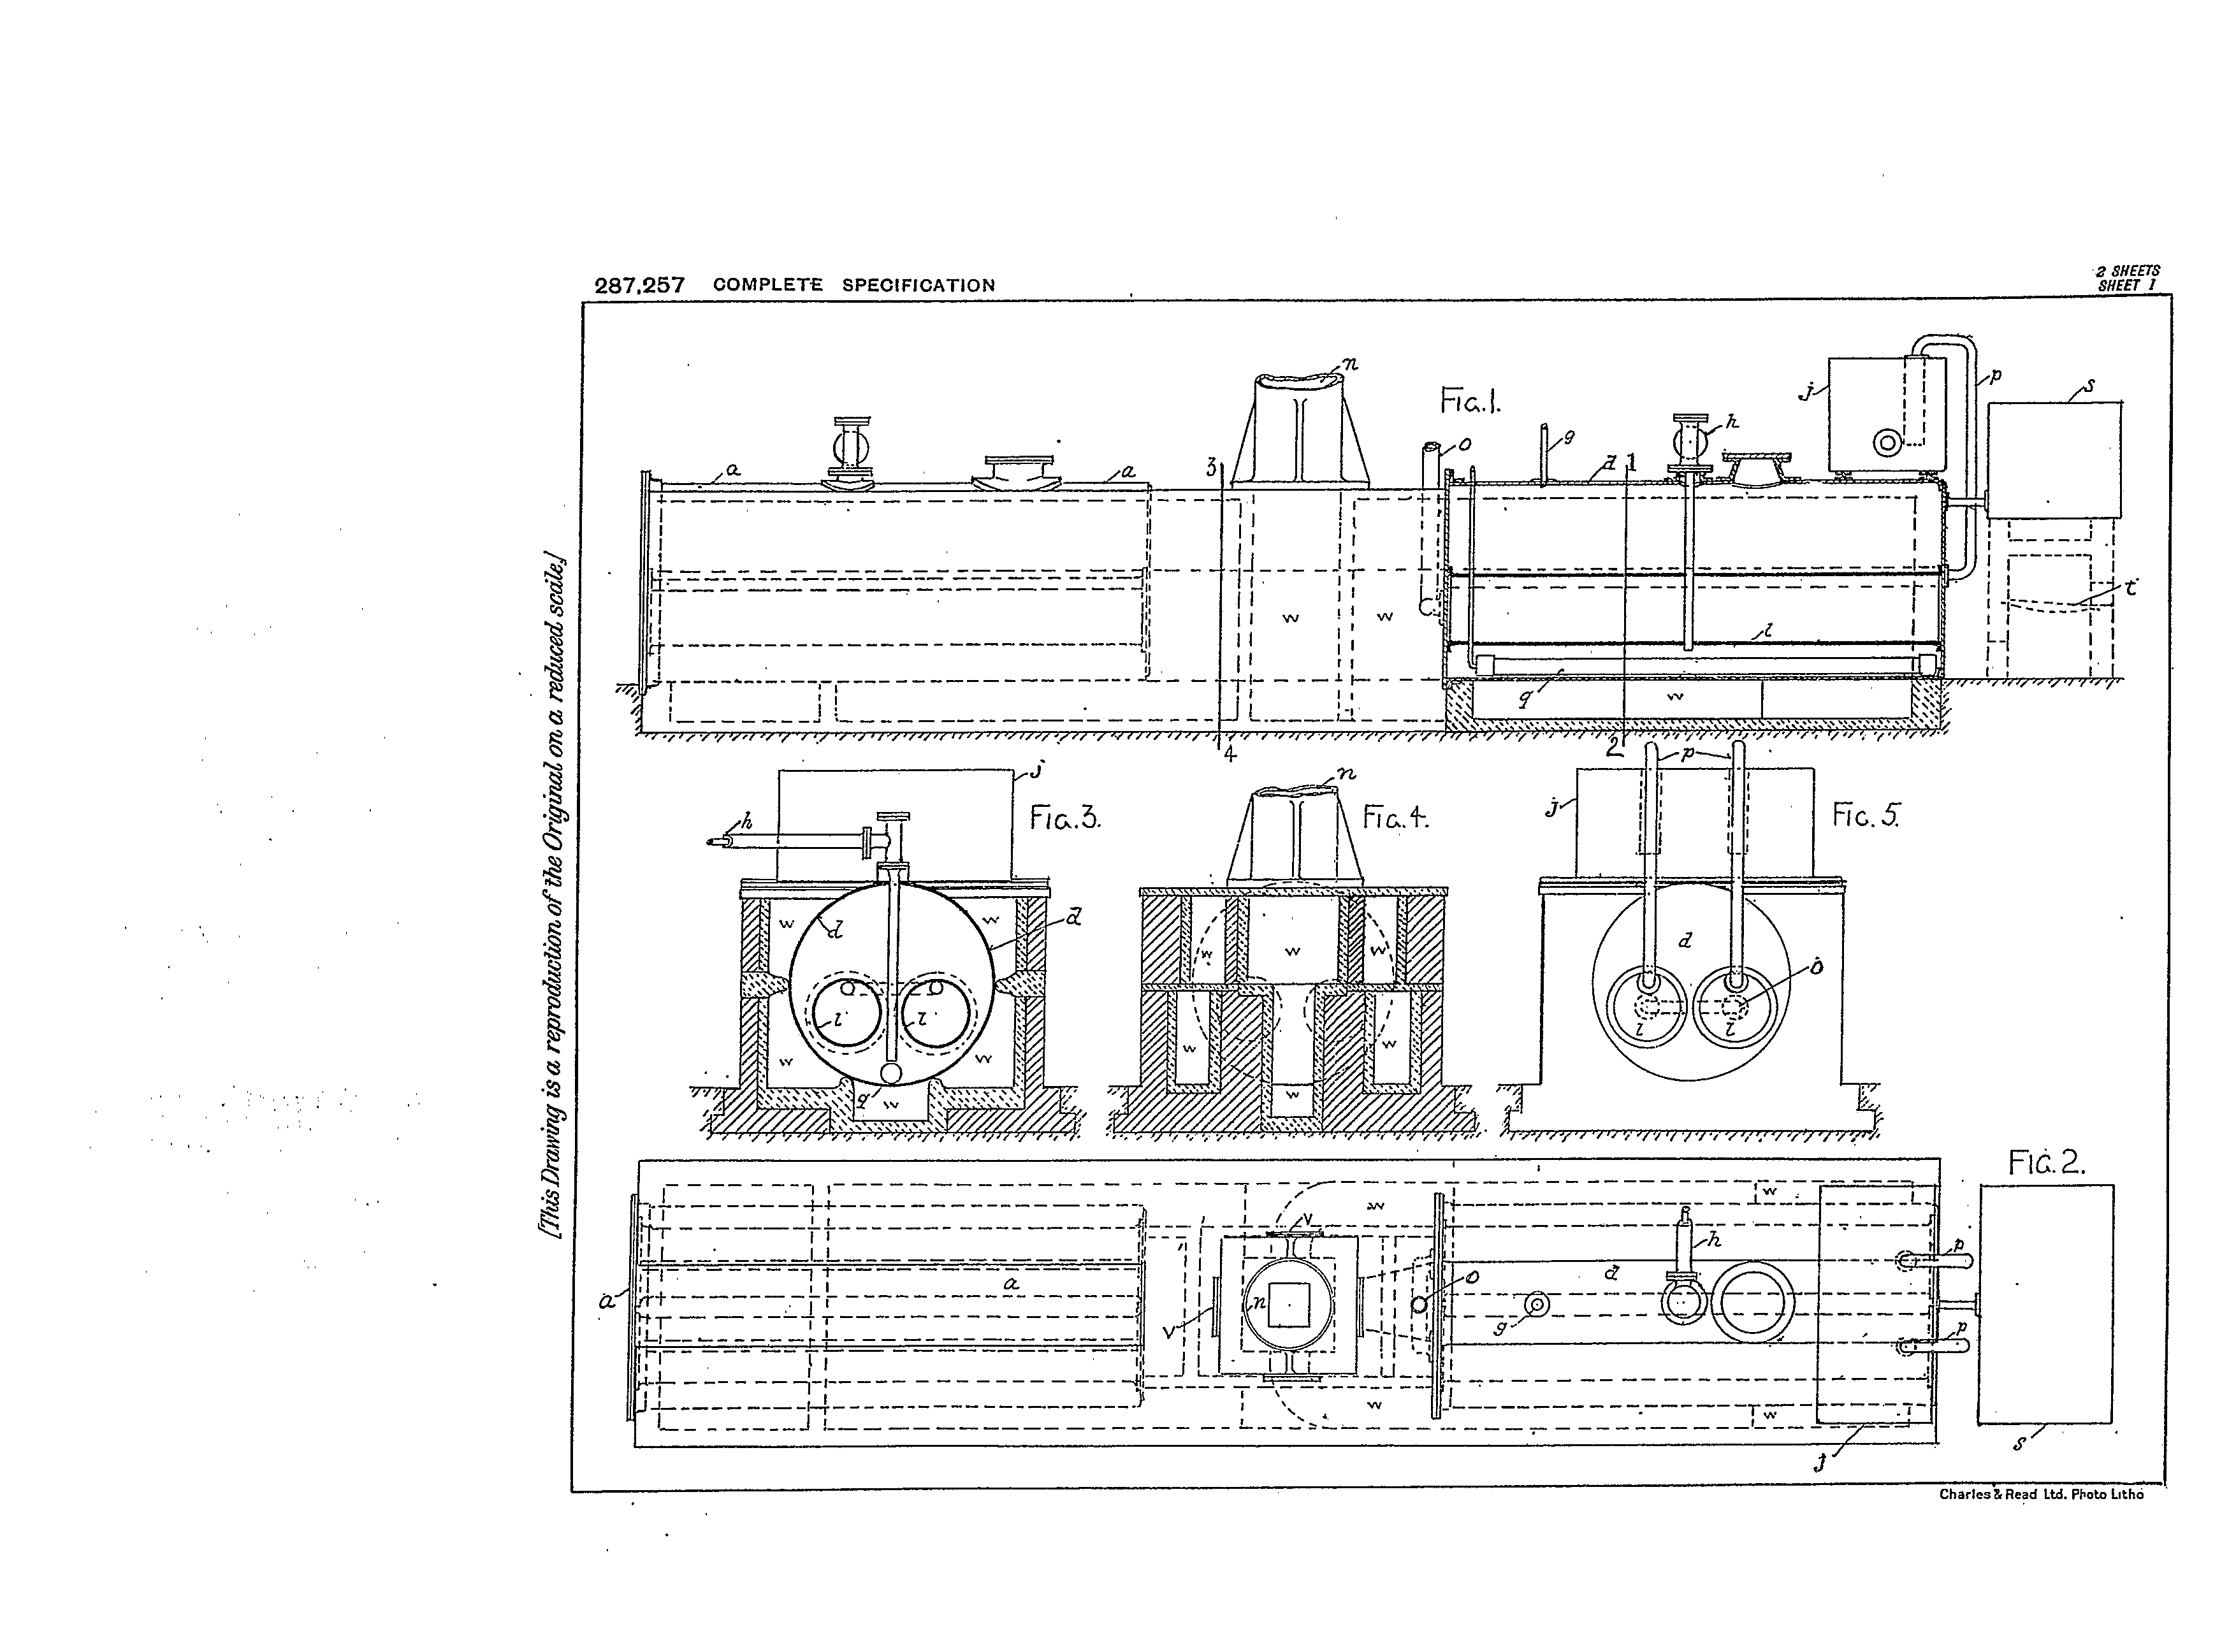 287,257 COMPLETE SPECIFICATION
2 SHEETS
SHEET 1
[This Drawing is a reproduction of the Original on a reduced scale.]
Fig.1.
n
j
p
s
h
g
o
a
a
3
d
1
t
w
w
l
q
w
4
2
Fig.3.
j
h
w
w
d
d
l
l
w
w
q
w
Fig.4.
n
w
w
w
w
w
w
Fig.5.
p
j
d
o
l
l
Fig.2.
w
w
v
h
p
a
a
n
o
d
g
v
p
w
w
j
s
Charles & Read Ltd. Photo Litho